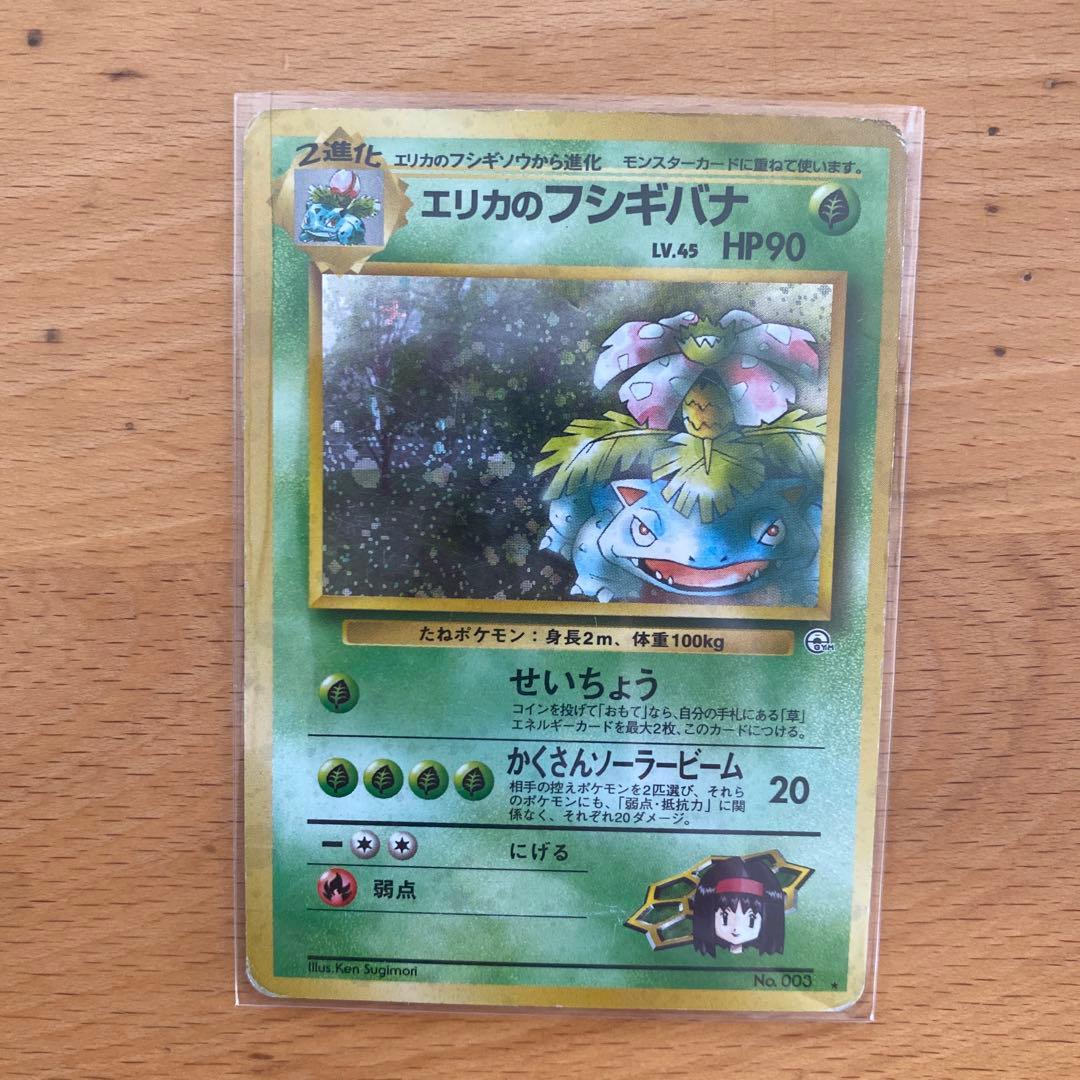 2進化 エリカのフシギソウから進化 モンスターカードに重ねて使います。
エリカのフシギバナ
LV.45 HP90
たねポケモン：身長2m、体重100kg
GYM
せいちょう
コインを投げて「おもて」なら、自分の手札にある「草」
エネルギーカードを最大2枚、このカードにつける。
かくさんソーラービーム 20
相手の控えポケモンを2匹選び、それら
のポケモンにも、「弱点・抵抗力」に関
係なく、それぞれ20ダメージ。
ー にげる
弱点
Illus.Ken Sugimori
No. 003 ★